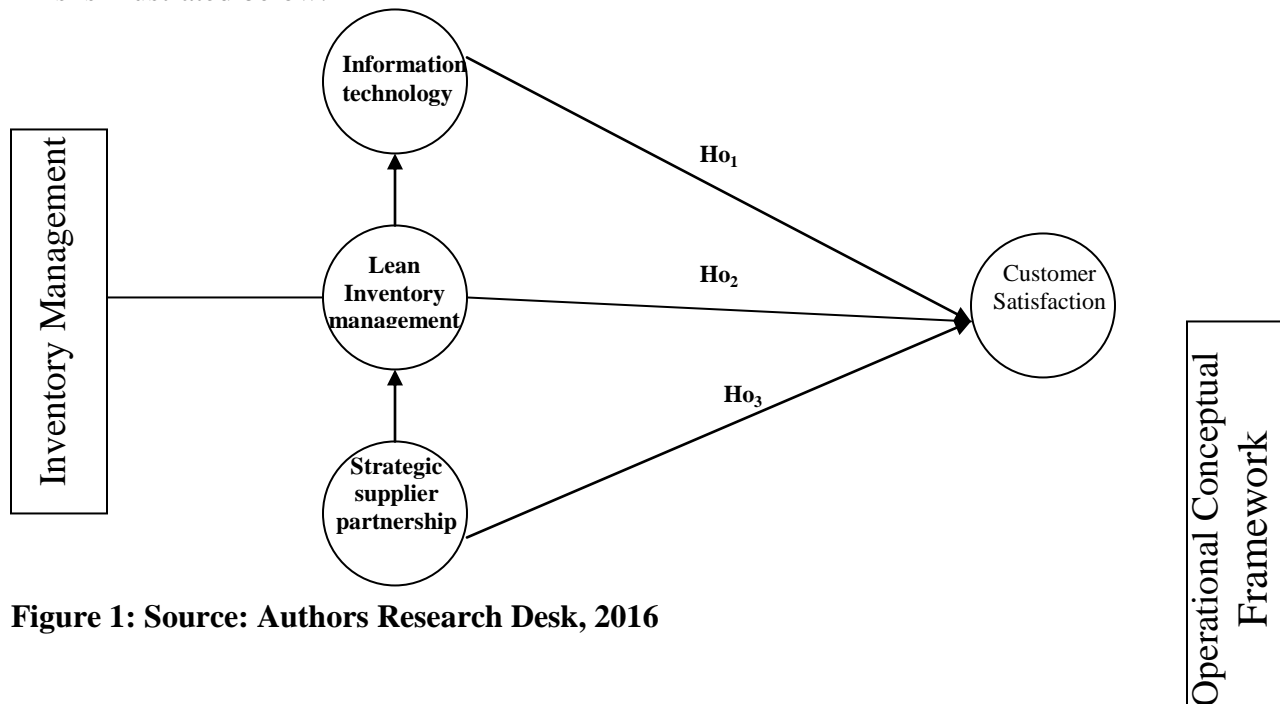 Information
technology
Ho1
Inventory Management
Lean
Inventory
management
Ho2
Customer
Satisfaction
Ho3
Strategic
supplier
partnership
Operational Conceptual
Framework
Figure 1: Source: Authors Research Desk, 2016